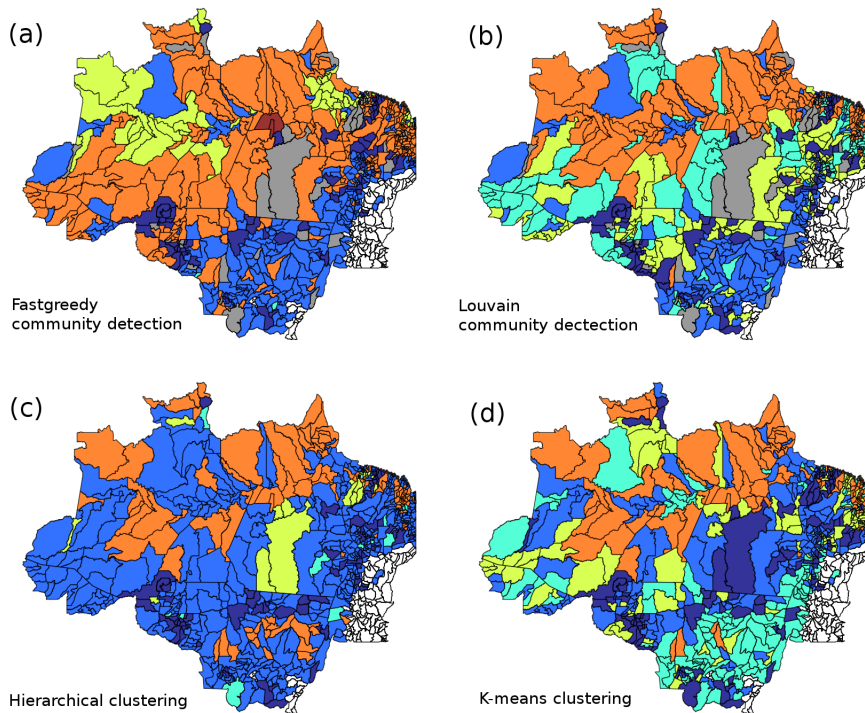 (a)
(b)
Fastgreedy
community detection
Louvain
community dectection
(c)
(d)
Hierarchical clustering
K-means clustering